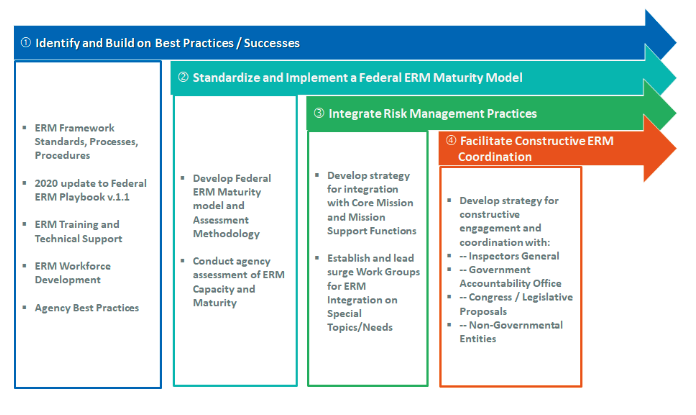 ① Identify and Build on Best Practices / Successes
② Standardize and Implement a Federal ERM Maturity Model
③ Integrate Risk Management Practices
④ Facilitate Constructive ERM
Coordination
▪ ERM Framework
Standards, Processes,
Procedures
▪ 2020 update to Federal
ERM Playbook v.1.1
▪ ERM Training and
Technical Support
▪ ERM Workforce
Development
▪ Agency Best Practices
▪ Develop Federal
ERM Maturity
model and
Assessment
Methodology
▪ Conduct agency
assessment of ERM
Capacity and
Maturity
▪ Develop strategy
for integration
with Core Mission
and Mission
Support Functions
▪ Establish and lead
surge Work Groups
for ERM
Integration on
Special
Topics/Needs
▪ Develop strategy for
constructive
engagement and
coordination with:
▪ -- Inspectors General
▪ -- Government
Accountability Office
▪ -- Congress / Legislative
Proposals
▪ -- Non-Governmental
Entities